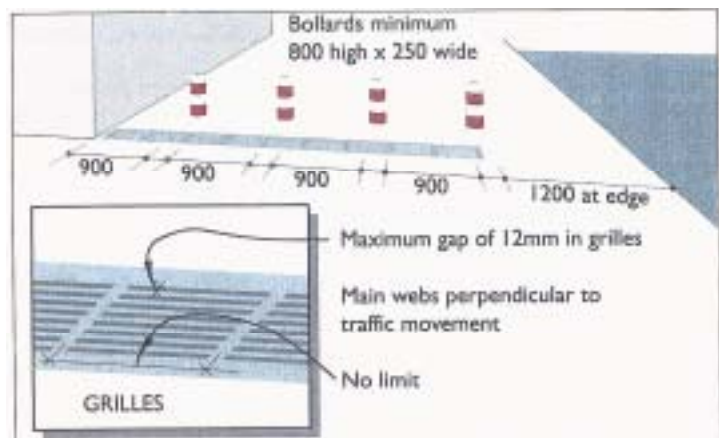 Bollards minimum
800 high x 250 wide
900
900
900
900
1200 at edge
Maximum gap of 12mm in grilles
Main webs perpendicular to
traffic movement
No limit
GRILLES